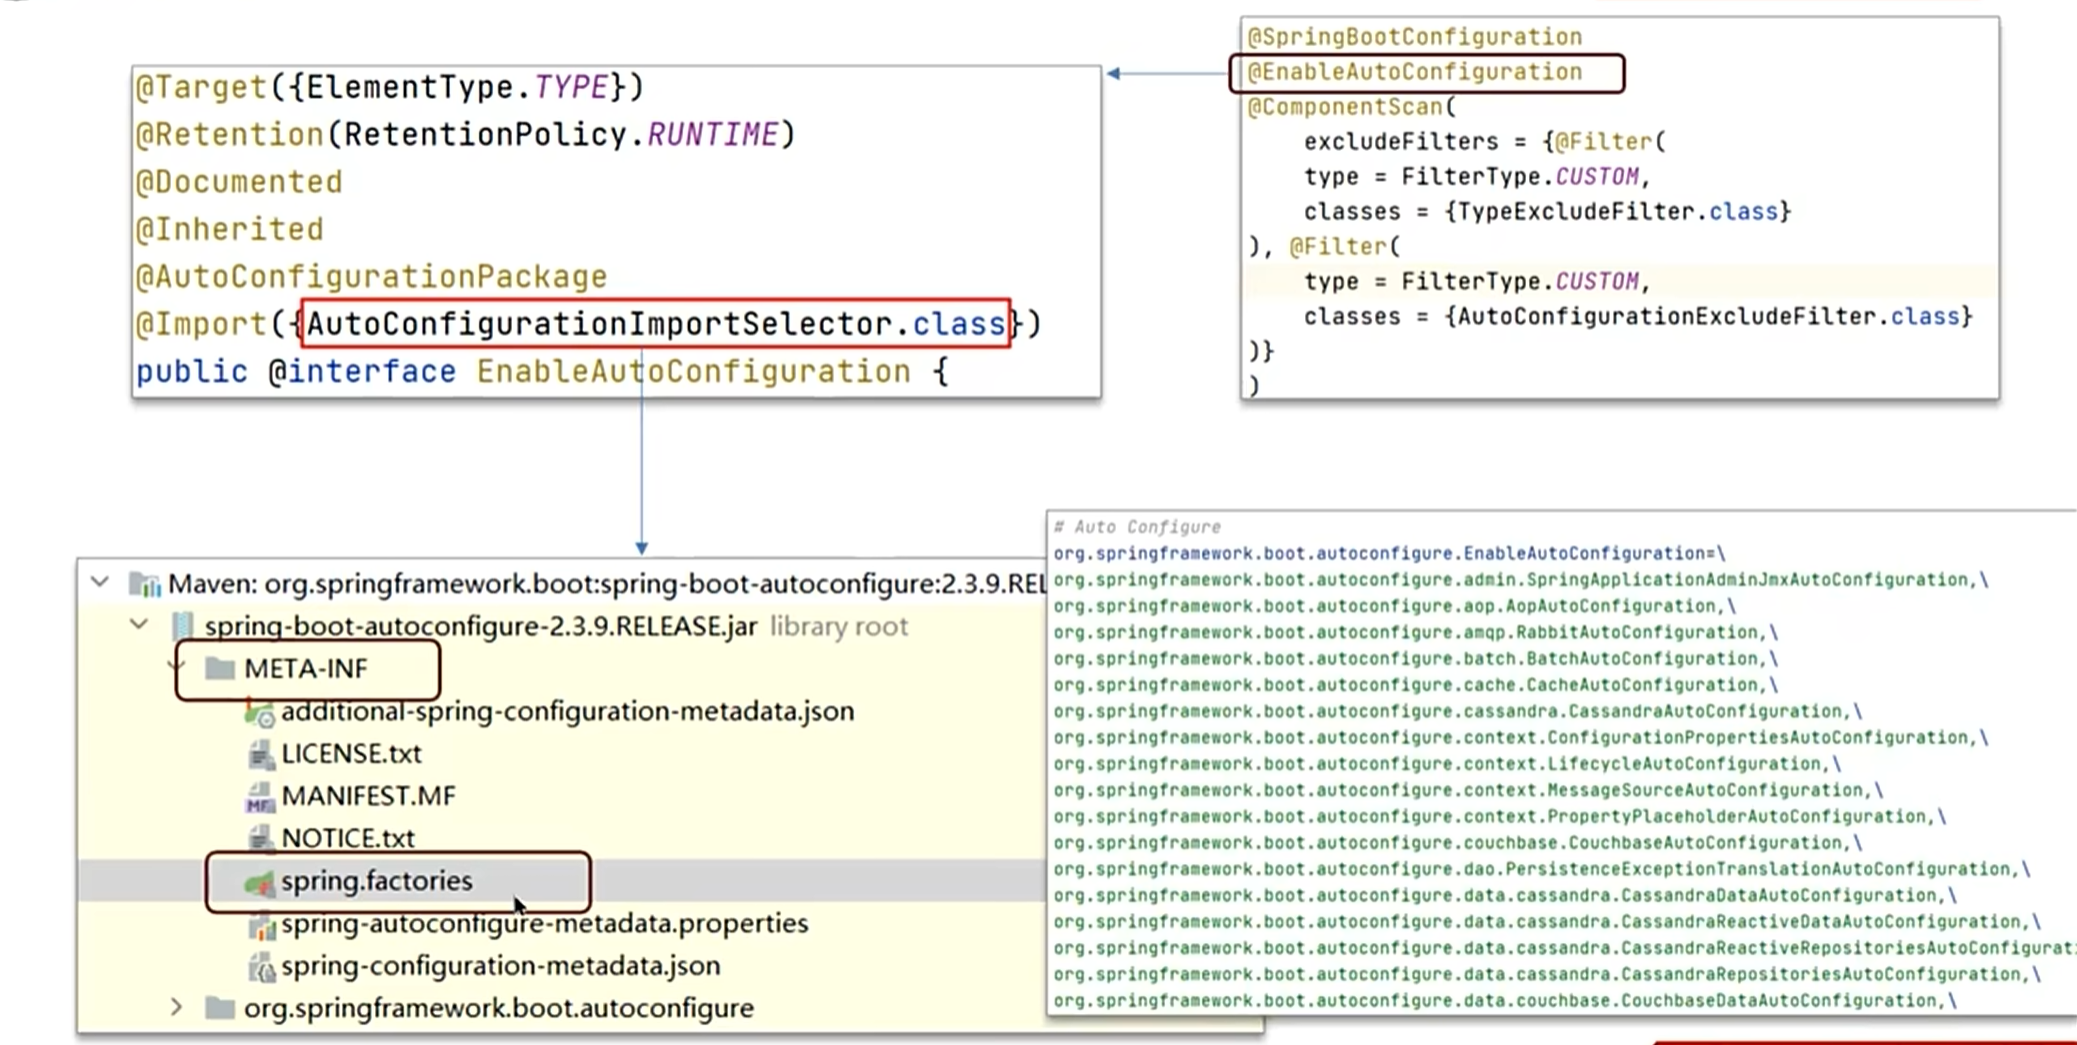 @Target({ElementType.TYPE})
@Retention(RetentionPolicy.RUNTIME)
@Documented
@Inherited
@AutoConfigurationPackage
@Import({AutoConfigurationImportSelector.class})
public @interface EnableAutoConfiguration {
@SpringBootConfiguration
@EnableAutoConfiguration
@ComponentScan(
excludeFilters = {@Filter(
type = FilterType.CUSTOM,
classes = {TypeExcludeFilter.class}
), @Filter(
type = FilterType.CUSTOM,
classes = {AutoConfigurationExcludeFilter.class}
)}
)
Maven: org.springframework.boot:spring-boot-autoconfigure:2.3.9.REL
spring-boot-autoconfigure-2.3.9.RELEASE.jar library root
META-INF
additional-spring-configuration-metadata.json
LICENSE.txt
MANIFEST.MF
NOTICE.txt
spring.factories
spring-autoconfigure-metadata.properties
spring-configuration-metadata.json
org.springframework.boot.autoconfigure
# Auto Configure
org.springframework.boot.autoconfigure.EnableAutoConfiguration=\
org.springframework.boot.autoconfigure.admin.SpringApplicationAdminJmxAutoConfiguration,\
org.springframework.boot.autoconfigure.aop.AopAutoConfiguration,\
org.springframework.boot.autoconfigure.amqp.RabbitAutoConfiguration,\
org.springframework.boot.autoconfigure.batch.BatchAutoConfiguration,\
org.springframework.boot.autoconfigure.cache.CacheAutoConfiguration,\
org.springframework.boot.autoconfigure.cassandra.CassandraAutoConfiguration,\
org.springframework.boot.autoconfigure.context.ConfigurationPropertiesAutoConfiguration,\
org.springframework.boot.autoconfigure.context.LifecycleAutoConfiguration,\
org.springframework.boot.autoconfigure.context.MessageSourceAutoConfiguration,\
org.springframework.boot.autoconfigure.context.PropertyPlaceholderAutoConfiguration,\
org.springframework.boot.autoconfigure.couchbase.CouchbaseAutoConfiguration,\
org.springframework.boot.autoconfigure.dao.PersistenceExceptionTranslationAutoConfiguration,\
org.springframework.boot.autoconfigure.data.cassandra.CassandraDataAutoConfiguration,\
org.springframework.boot.autoconfigure.data.cassandra.CassandraReactiveDataAutoConfiguration,\
org.springframework.boot.autoconfigure.data.cassandra.CassandraReactiveRepositoriesAutoConfigurat
org.springframework.boot.autoconfigure.data.cassandra.CassandraRepositoriesAutoConfiguration,\
org.springframework.boot.autoconfigure.data.couchbase.CouchbaseDataAutoConfiguration,\